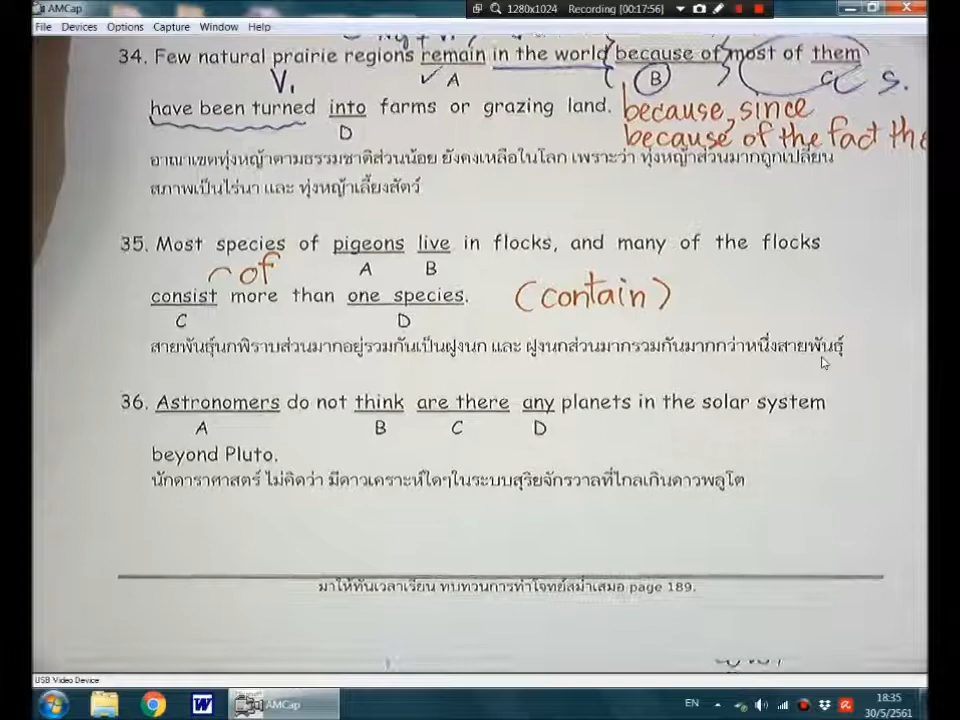 AMCap
1280x1024 Recording [00:17:56]
File Devices Options Capture Window Help
34. Few natural prairie regions remain in the world because of most of them
V. A B C S.
have been turned into farms or grazing land. because, since
D
because of the fact the
อาณาเขตทุ่งหญ้าตามธรรมชาติส่วนน้อย ยังคงเหลือในโลก เพราะว่า ทุ่งหญ้าส่วนมากถูกเปลี่ยน
สภาพเป็นไร่นา และ ทุ่งหญ้าเลี้ยงสัตว์
35. Most species of pigeons live in flocks, and many of the flocks
of A B
consist more than one species. (contain)
C D
สายพันธุ์นกพิราบส่วนมากอยู่รวมกันเป็นฝูงนก และ ฝูงนกส่วนมากรวมกันมากกว่าหนึ่งสายพันธุ์
36. Astronomers do not think are there any planets in the solar system
A B C D
beyond Pluto.
นักดาราศาสตร์ ไม่คิดว่า มีดาวเคราะห์ใดๆในระบบสุริยจักรวาลที่ไกลเกินดาวพลูโต
มาให้ทันเวลาเรียน ทบทวนการทำโจทย์สม่ำเสมอ page 189.
USB Video Device
AMCap
EN
18:35
30/5/2561